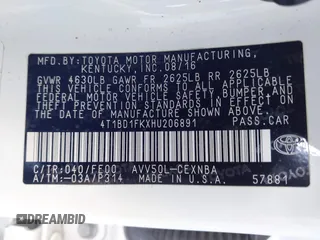 MFD. BY: TOYOTA MOTOR MANUFACTURING,
KENTUCKY, INC. 08/16
GVWR 4630LB GAWR FR 2625LB RR 2625LB
THIS VEHICLE CONFORMS TO ALL APPLICABLE
FEDERAL MOTOR VEHICLE SAFETY, BUMPER, AND
THEFT PREVENTION STANDARDS IN EFFECT ON
THE DATE OF MANUFACTURE SHOWN ABOVE.
4T1BD1FKXHU206891 PASS.CAR
C/TR:040/FE00 AVV50L-CEXNBA
A/TM:-03A/P314 MADE IN U.S.A. 57881
DREAMBID